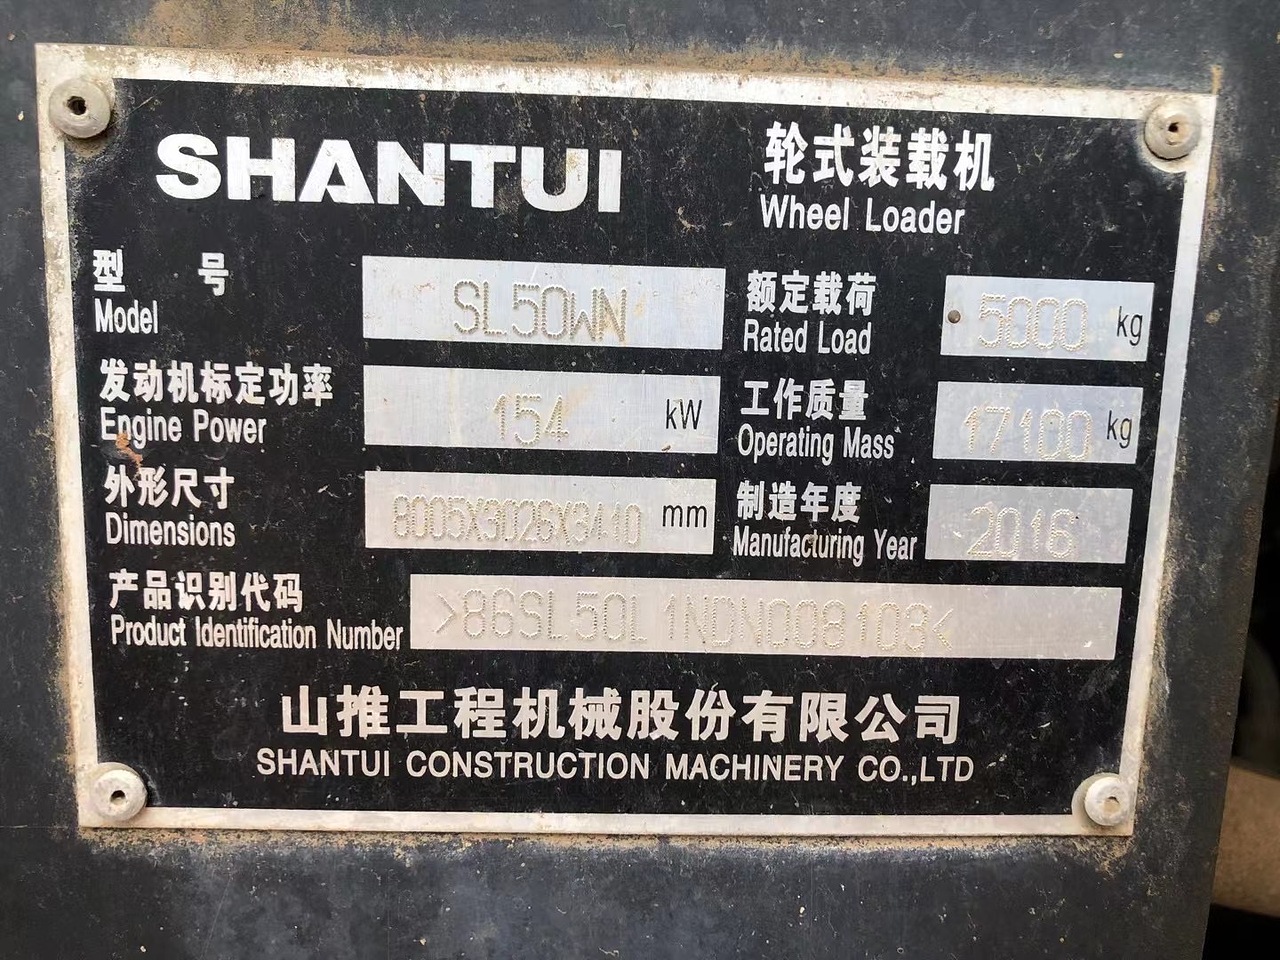 SHANTUI
轮式装载机
Wheel Loader
型 号
Model
SL50WN
额定载荷
Rated Load
5000 kg
发动机标定功率
Engine Power
154 kW
工作质量
Operating Mass
17100 kg
外形尺寸
Dimensions
8005X3026X3440 mm
制造年度
Manufacturing Year
2016
产品识别代码
Product Identification Number
>86SL50L1NDN008103<
山推工程机械股份有限公司
SHANTUI CONSTRUCTION MACHINERY CO.,LTD